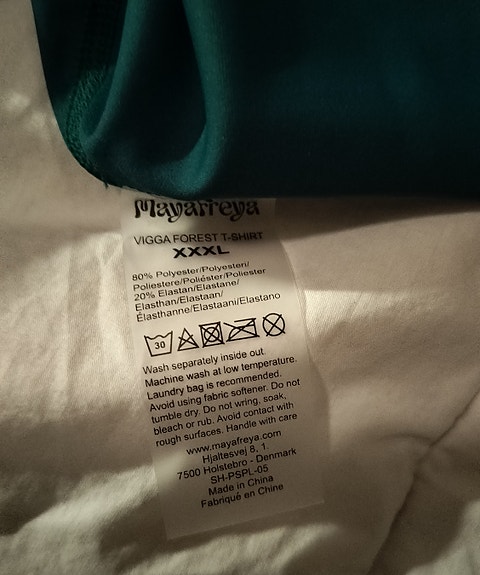 Mayafreya
VIGGA FOREST T-SHIRT
XXXL
80% Polyester/Polyesteri/
Poliestere/Poliéster/Poliester
20% Elastan/Elastane/
Elasthan/Elastaan/
Élasthanne/Elastaani/Elastano
30
Wash separately inside out.
Machine wash at low temperature.
Laundry bag is recommended.
Avoid using fabric softener. Do not
tumble dry. Do not wring, soak,
bleach or rub. Avoid contact with
rough surfaces. Handle with care
www.mayafreya.com
Hjaltesvej 8, 1.
7500 Holstebro - Denmark
SH-PSPL-05
Made in China
Fabriqué en Chine